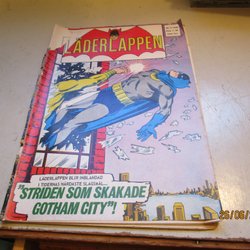 LÄDERLAPPEN
LÄDERLAPPEN BLIR INBLANDAD
I TIDERNAS HÅRDASTE SLAGSMÅL...
"STRIDEN SOM SKAKADE
GOTHAM CITY"!